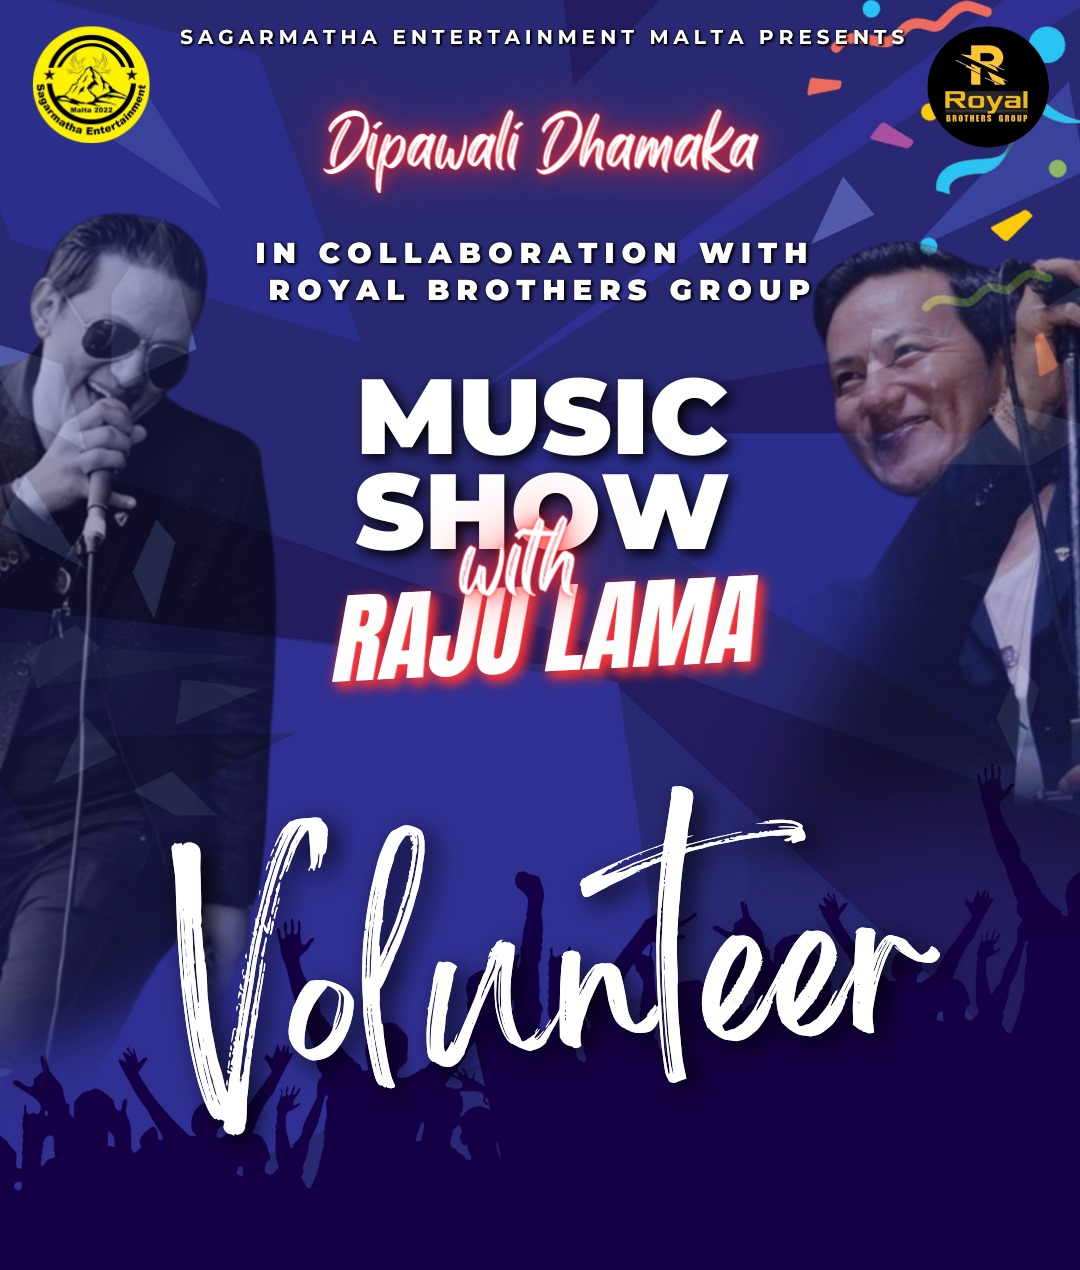 SAGARMATHA ENTERTAINMENT MALTA PRESENTS
Malta 2022
Sagarmatha Entertainment
R
Royal
BROTHERS GROUP
Dipawali Dhamaka
IN COLLABORATION WITH
ROYAL BROTHERS GROUP
MUSIC
SHOW
with
RAJU LAMA
Volunteer